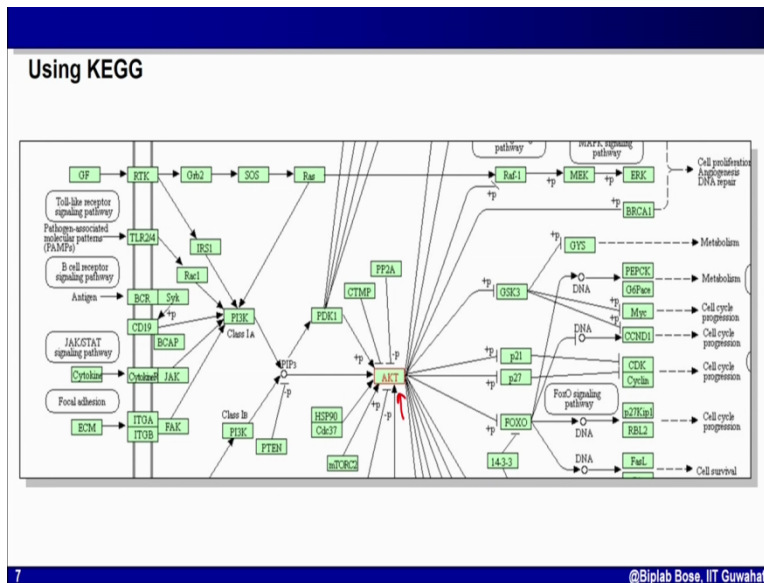 Using KEGG
pathway
MAPK signaling
pathway
GF
RTK
Grb2
SOS
Ras
Raf-1
MEK
ERK
+p
+p
+p
Cell proliferation
Angiogenesis
DNA repair
Toll-like receptor
signaling pathway
BRCA1
+p
Pathogen-associated
molecular patterns
(PAMPs)
TLR2/4
IRS1
+p
GYS
Metabolism
B cell receptor
signaling pathway
Rac1
PP2A
CTMP
DNA
PEPCK
G6Pace
Metabolism
Antigen
BCR
Syk
+p
GSK3
+p
+p
Myc
Cell cycle
progression
CD19
BCAP
PI3K
Class IA
PDK1
DNA
CCND1
Cell cycle
progression
JAK/STAT
signaling pathway
+p
-p
+p
p21
Cytokine
CytokineR
JAK
PIP3
-p
AKT
+p
p27
CDK
Cyclin
Cell cycle
progression
Focal adhesion
FoxO signaling
pathway
ECM
ITGA
ITGB
FAK
Class IB
PI3K
PTEN
HSP90
Cdc37
+p
-p
+p
FOXO
DNA
p27Kip1
RBL2
Cell cycle
progression
mTORC2
14-3-3
DNA
FasL
Cell survival
7
@Biplab Bose, IIT Guwahat